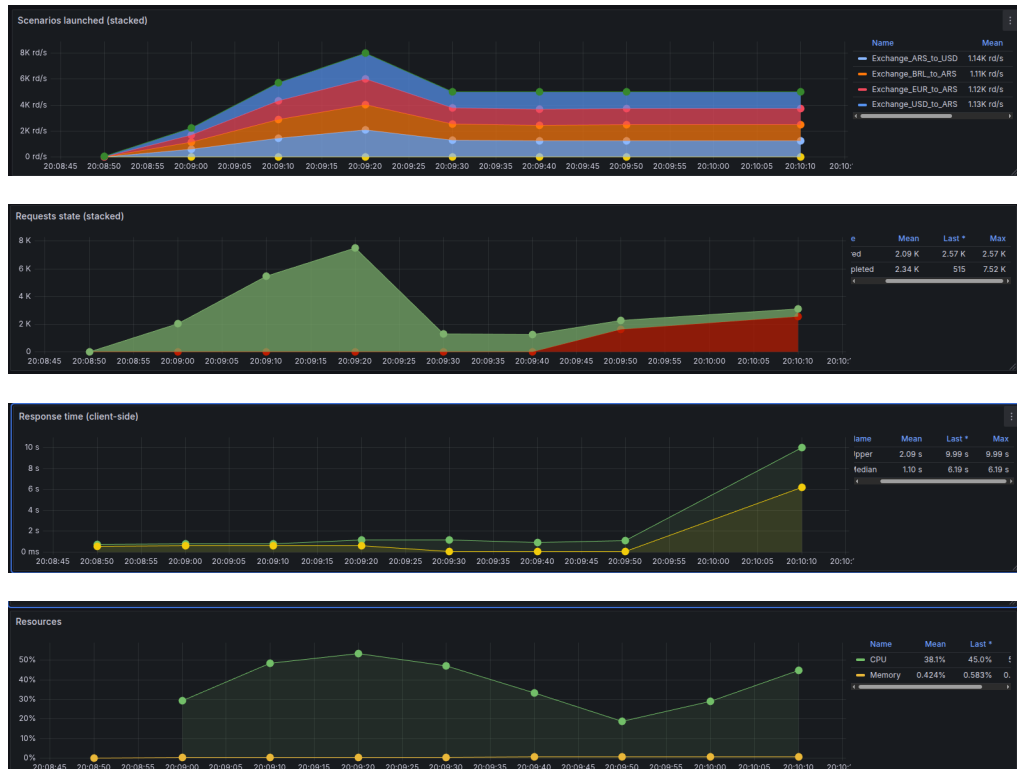 Scenarios launched (stacked)
8K rd/s
6K rd/s
4K rd/s
2K rd/s
0 rd/s
20:08:45 20:08:50 20:08:55 20:09:00 20:09:05 20:09:10 20:09:15 20:09:20 20:09:25 20:09:30 20:09:35 20:09:40 20:09:45 20:09:50 20:09:55 20:10:00 20:10:05 20:10:10 20:10:
Name Mean
Exchange_ARS_to_USD 1.14K rd/s
Exchange_BRL_to_ARS 1.11K rd/s
Exchange_EUR_to_ARS 1.12K rd/s
Exchange_USD_to_ARS 1.13K rd/s
Requests state (stacked)
8 K
6 K
4 K
2 K
0
20:08:45 20:08:50 20:08:55 20:09:00 20:09:05 20:09:10 20:09:15 20:09:20 20:09:25 20:09:30 20:09:35 20:09:40 20:09:45 20:09:50 20:09:55 20:10:00 20:10:05 20:10:10 20:10:
e Mean Last * Max
red 2.09 K 2.57 K 2.57 K
pleted 2.34 K 515 7.52 K
Response time (client-side)
10 s
8 s
6 s
4 s
2 s
0 ms
20:08:45 20:08:50 20:08:55 20:09:00 20:09:05 20:09:10 20:09:15 20:09:20 20:09:25 20:09:30 20:09:35 20:09:40 20:09:45 20:09:50 20:09:55 20:10:00 20:10:05 20:10:10 20:10:
Name Mean Last * Max
Upper 2.09 s 9.99 s 9.99 s
Median 1.10 s 6.19 s 6.19 s
Resources
50%
40%
30%
20%
10%
0%
20:08:45 20:08:50 20:08:55 20:09:00 20:09:05 20:09:10 20:09:15 20:09:20 20:09:25 20:09:30 20:09:35 20:09:40 20:09:45 20:09:50 20:09:55 20:10:00 20:10:05 20:10:10 20:10:
Name Mean Last *
CPU 38.1% 45.0%
Memory 0.424% 0.583% 0.